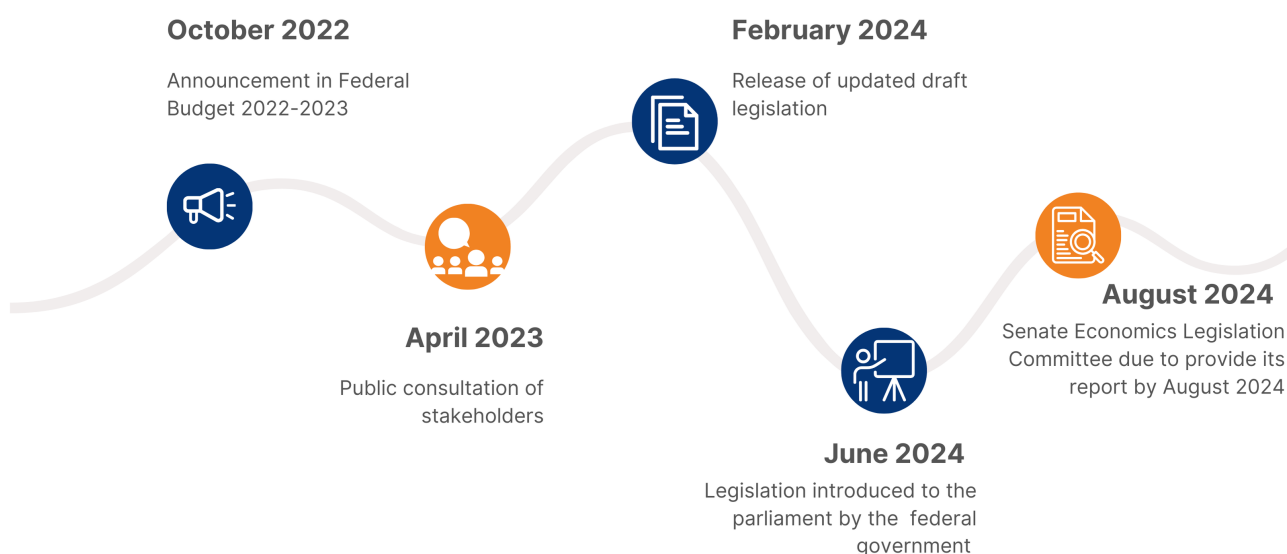 October 2022
Announcement in Federal
Budget 2022-2023
April 2023
Public consultation of
stakeholders
February 2024
Release of updated draft
legislation
June 2024
Legislation introduced to the
parliament by the federal
government
August 2024
Senate Economics Legislation
Committee due to provide its
report by August 2024